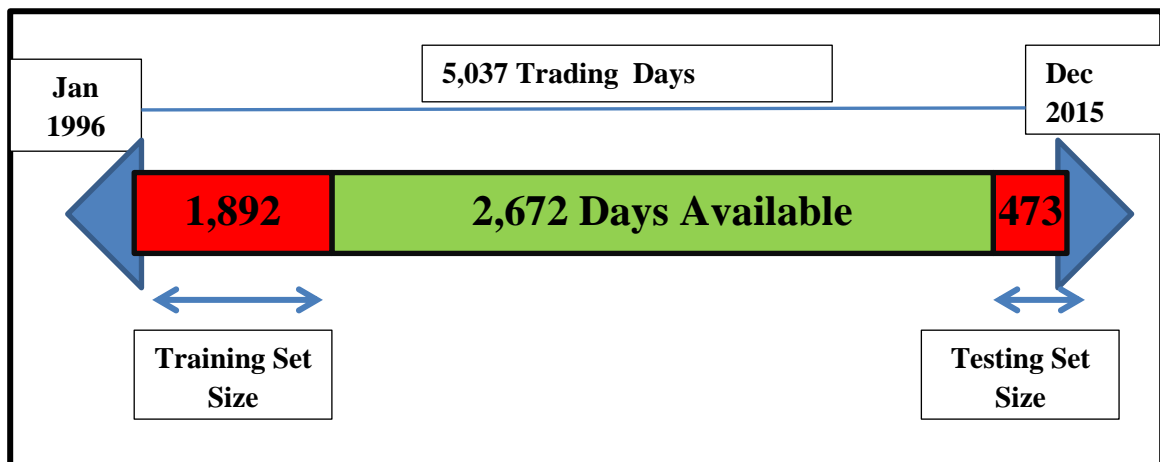 5,037 Trading Days
Jan
1996
Dec
2015
1,892
2,672 Days Available
473
Training Set
Size
Testing Set
Size